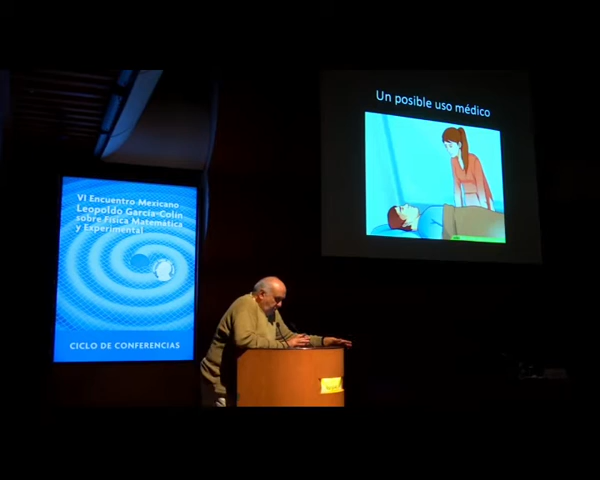 VI Encuentro Mexicano
Leopoldo García-Colín
sobre Física Matemática
y Experimental
CICLO DE CONFERENCIAS
Un posible uso médico